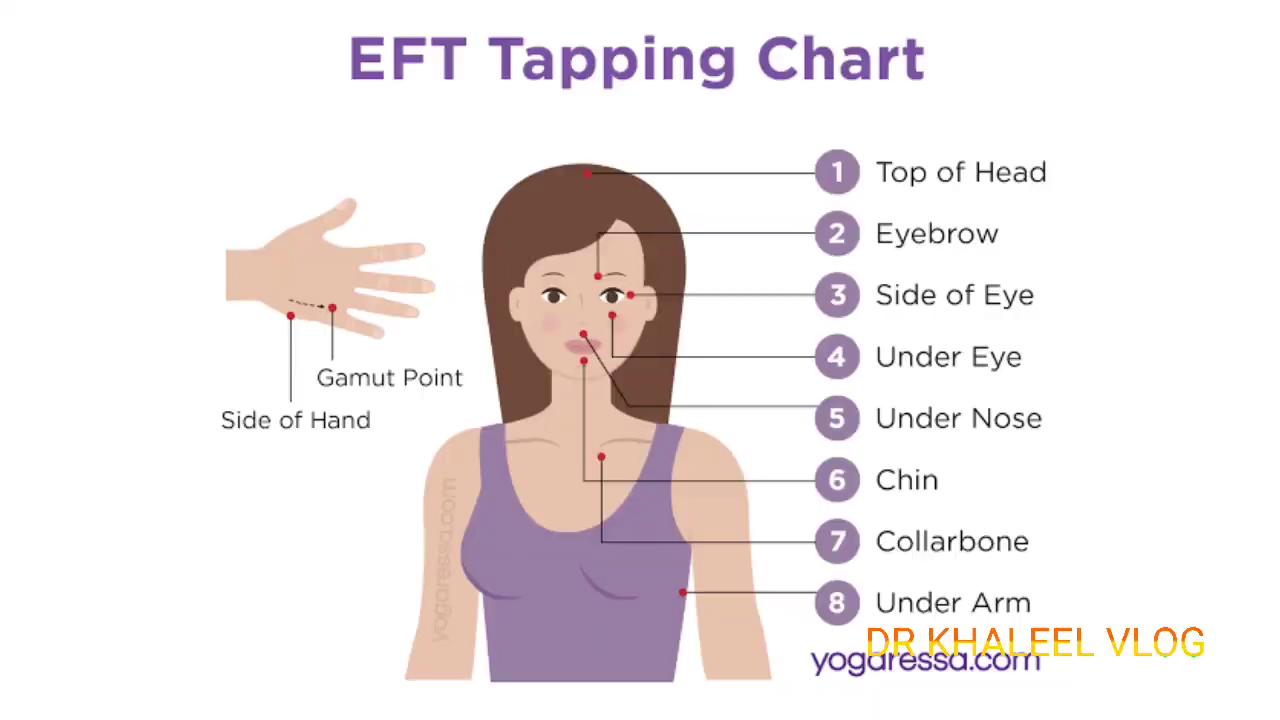 EFT Tapping Chart
1 Top of Head
2 Eyebrow
3 Side of Eye
4 Under Eye
5 Under Nose
6 Chin
7 Collarbone
8 Under Arm
Gamut Point
Side of Hand
yogaressa.com
DR KHALEEL VLOG
yogaressa.com